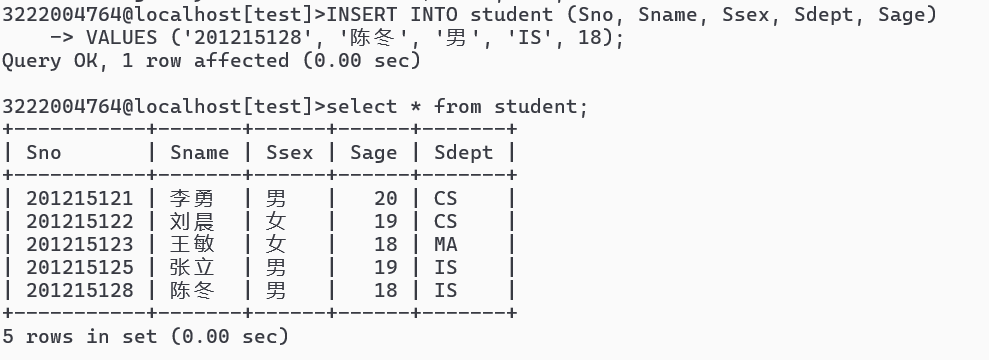 3222004764@localhost[test]>INSERT INTO student (Sno, Sname, Ssex, Sdept, Sage)
    -> VALUES ('201215128', '陈冬', '男', 'IS', 18);
Query OK, 1 row affected (0.00 sec)

3222004764@localhost[test]>select * from student;
+-----------+-------+------+------+-------+
| Sno       | Sname | Ssex | Sage | Sdept |
+-----------+-------+------+------+-------+
| 201215121 | 李勇  | 男   |   20 | CS    |
| 201215122 | 刘晨  | 女   |   19 | CS    |
| 201215123 | 王敏  | 女   |   18 | MA    |
| 201215125 | 张立  | 男   |   19 | IS    |
| 201215128 | 陈冬  | 男   |   18 | IS    |
+-----------+-------+------+------+-------+
5 rows in set (0.00 sec)